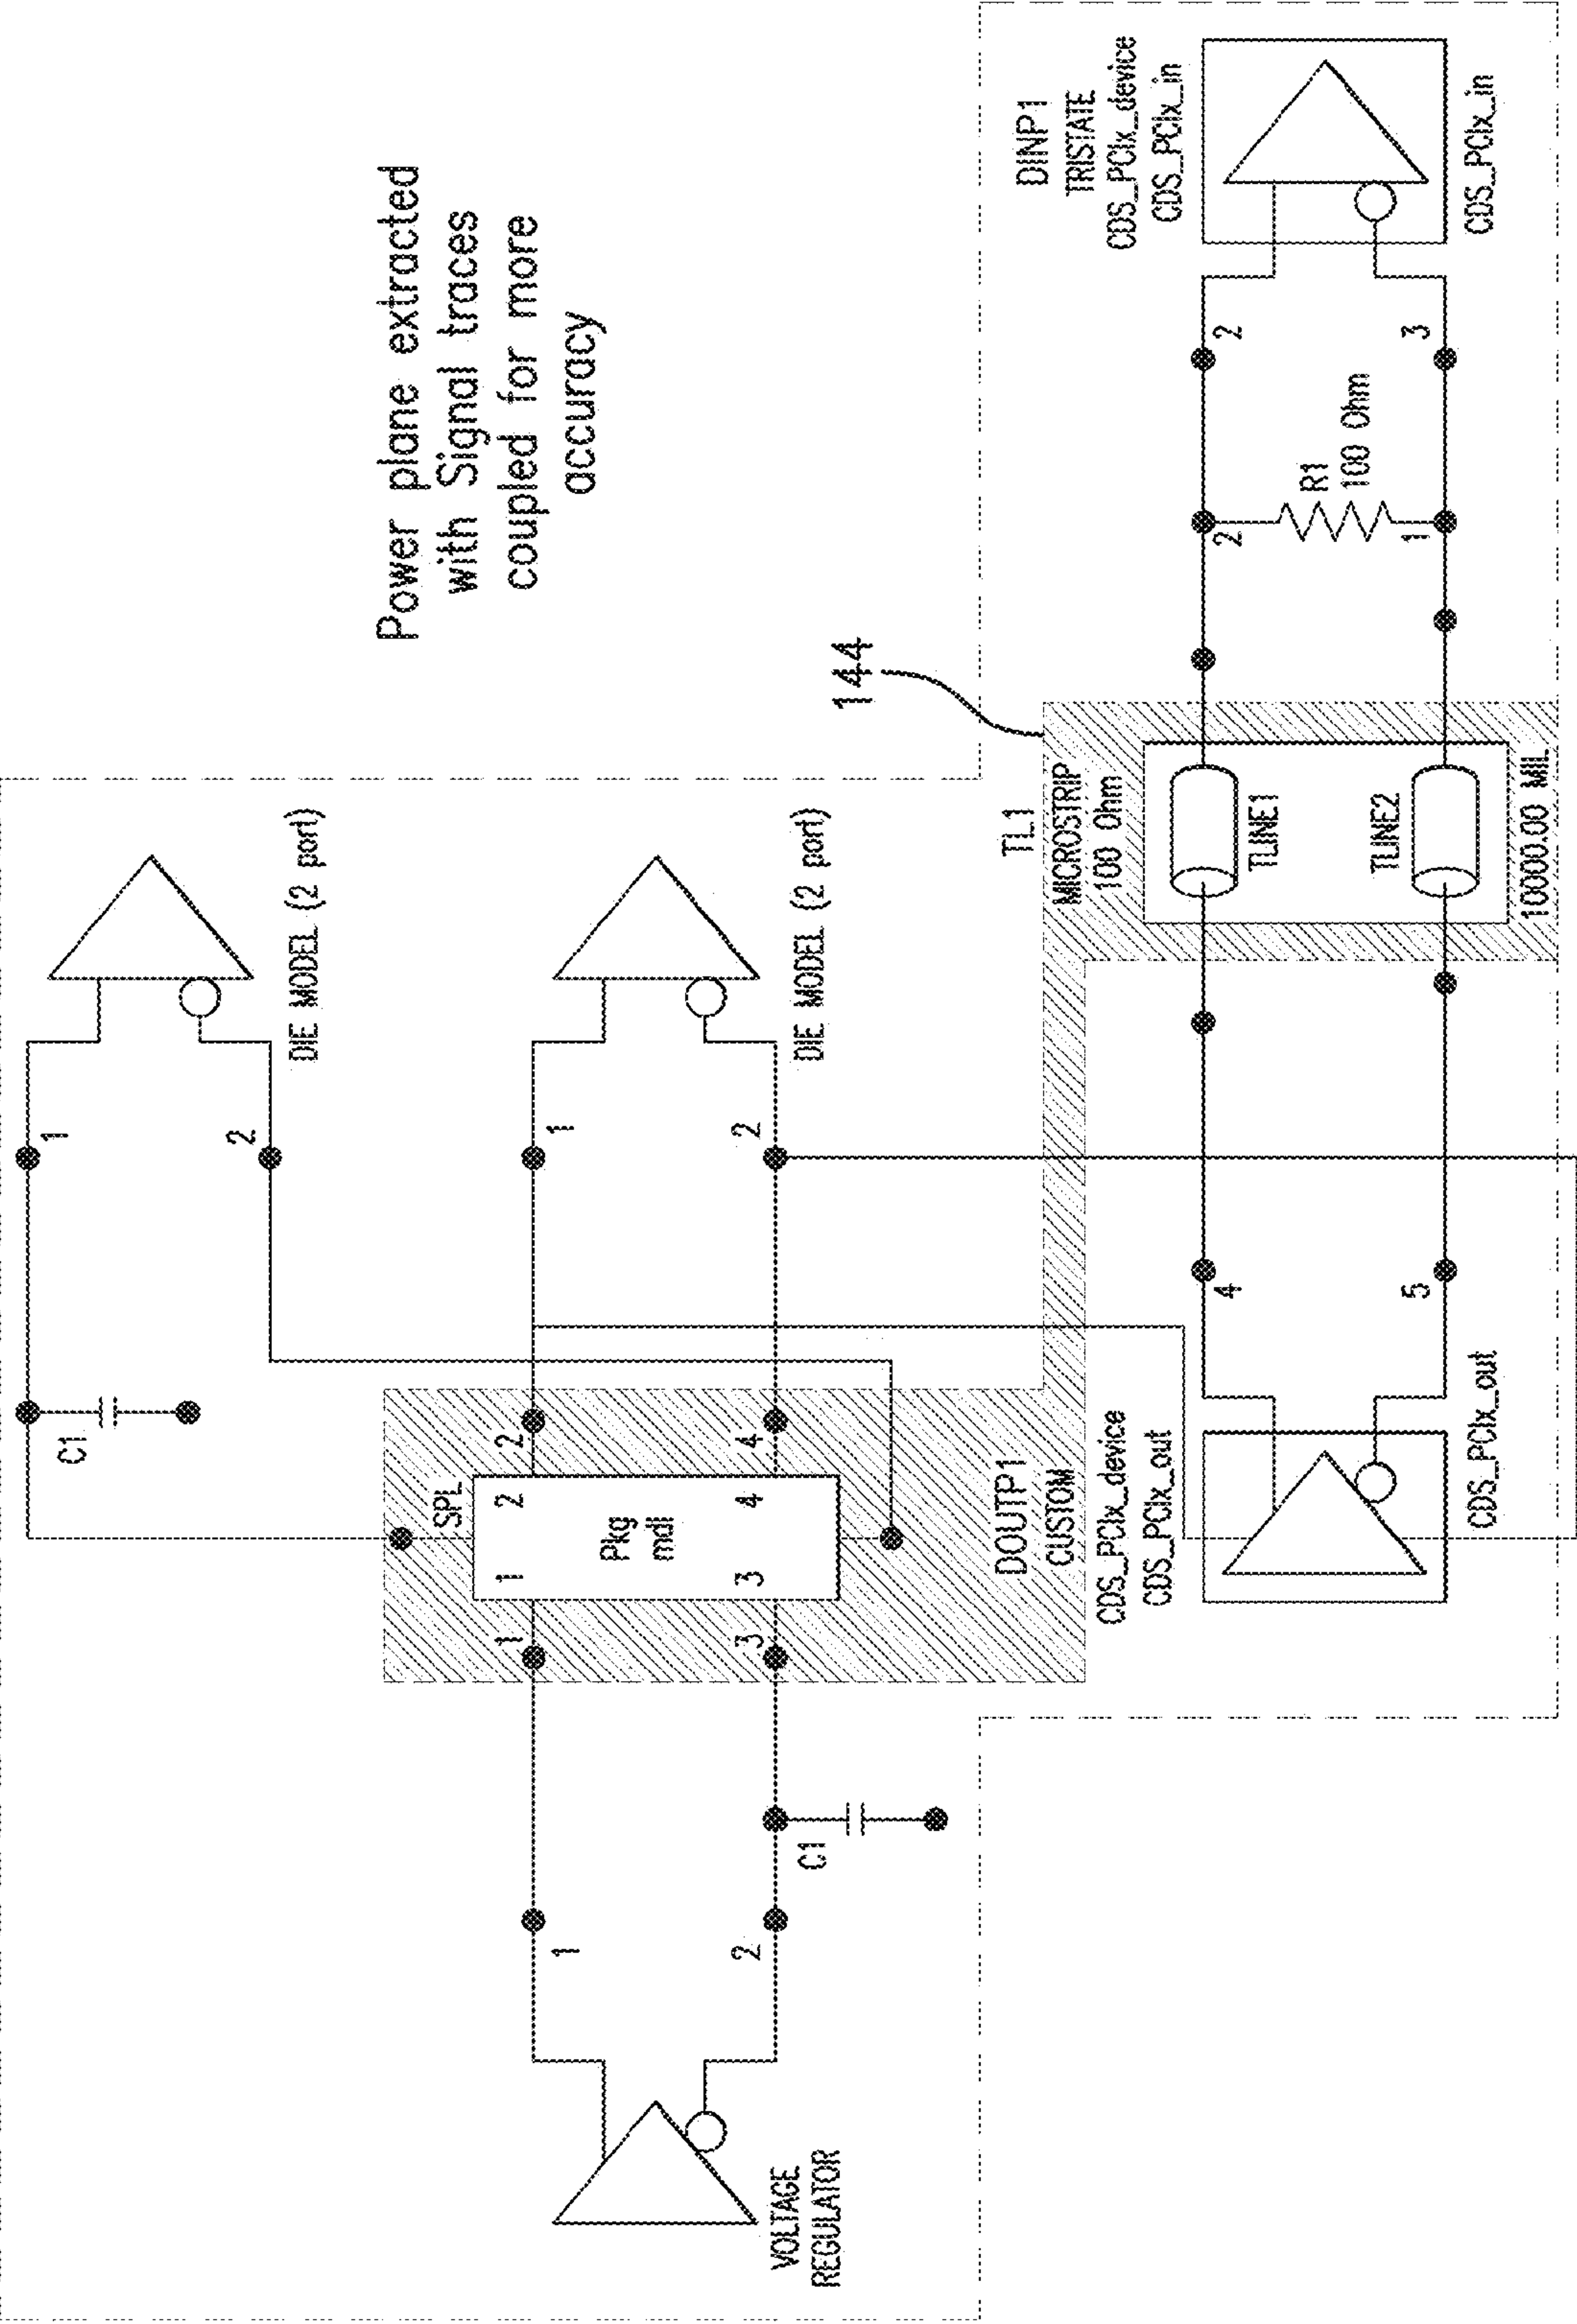 Power plane extracted
with Signal traces
coupled for more
accuracy
C1
1
2
DIE MODEL (2 port)
VOLTAGE
REGULATOR
1
2
C1
1
3
SPL
1
2
Pkg
mdl
3
4
2
4
1
2
DIE MODEL (2 port)
144
DOUTP1
CUSTOM
CDS_PCIx_device
CDS_PCIx_out
CDS_PCIx_out
4
5
TL1
MICROSTRIP
100 Ohm
TLINE1
TLINE2
10000.00 MIL
2
1
R1
100 Ohm
2
3
DINP1
TRISTATE
CDS_PCIx_device
CDS_PCIx_in
CDS_PCIx_in